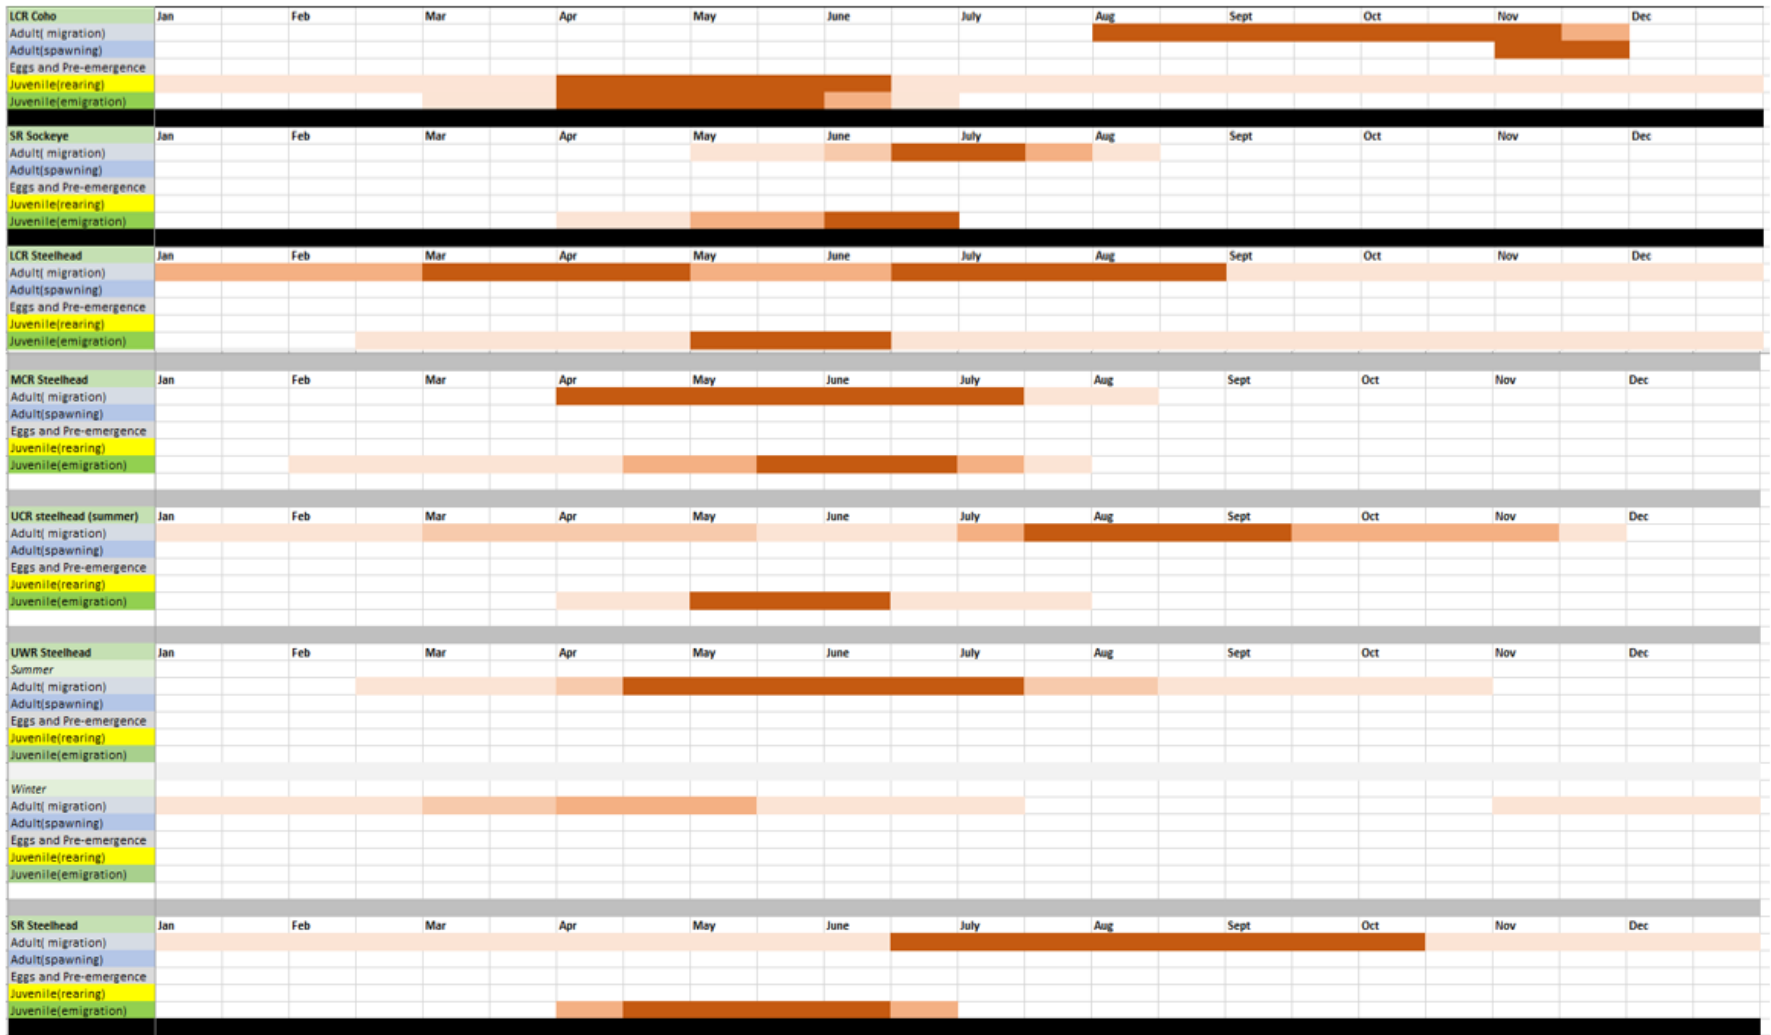 LCR Coho Jan Feb Mar Apr May June July Aug Sept Oct Nov Dec
Adult( migration)
Adult(spawning)
Eggs and Pre-emergence
Juvenile(rearing)
Juvenile(emigration)
SR Sockeye Jan Feb Mar Apr May June July Aug Sept Oct Nov Dec
Adult( migration)
Adult(spawning)
Eggs and Pre-emergence
Juvenile(rearing)
Juvenile(emigration)
LCR Steelhead Jan Feb Mar Apr May June July Aug Sept Oct Nov Dec
Adult( migration)
Adult(spawning)
Eggs and Pre-emergence
Juvenile(rearing)
Juvenile(emigration)
MCR Steelhead Jan Feb Mar Apr May June July Aug Sept Oct Nov Dec
Adult( migration)
Adult(spawning)
Eggs and Pre-emergence
Juvenile(rearing)
Juvenile(emigration)
UCR steelhead (summer) Jan Feb Mar Apr May June July Aug Sept Oct Nov Dec
Adult( migration)
Adult(spawning)
Eggs and Pre-emergence
Juvenile(rearing)
Juvenile(emigration)
UWR Steelhead Jan Feb Mar Apr May June July Aug Sept Oct Nov Dec
Summer
Adult( migration)
Adult(spawning)
Eggs and Pre-emergence
Juvenile(rearing)
Juvenile(emigration)
Winter
Adult( migration)
Adult(spawning)
Eggs and Pre-emergence
Juvenile(rearing)
Juvenile(emigration)
SR Steelhead Jan Feb Mar Apr May June July Aug Sept Oct Nov Dec
Adult( migration)
Adult(spawning)
Eggs and Pre-emergence
Juvenile(rearing)
Juvenile(emigration)